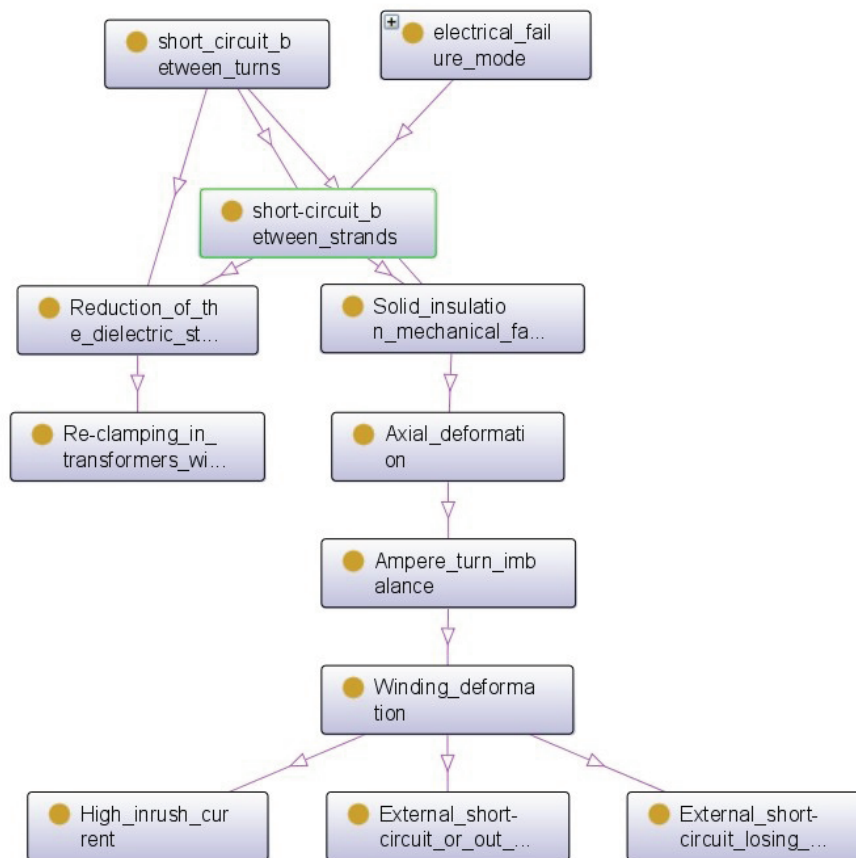 short_circuit_b
etween_turns
electrical_fail
ure_mode
short-circuit_b
etween_strands
Reduction_of_th
e_dielectric_st...
Solid_insulatio
n_mechanical_fa...
Re-clamping_in_
transformers_wi...
Axial_deformati
on
Ampere_turn_imb
alance
Winding_deforma
tion
High_inrush_cur
rent
External_short-
circuit_or_out_...
External_short-
circuit_losing_...